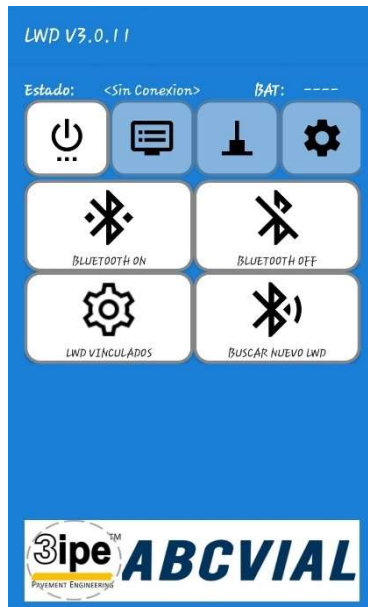 LWD V3.0.11
Estado: <Sin Conexion> BAT: ----
BLUETOOTH ON
BLUETOOTH OFF
LWD VINCULADOS
BUSCAR NUEVO LWD
3ipe™
PAVEMENT ENGINEERING
ABCVIAL